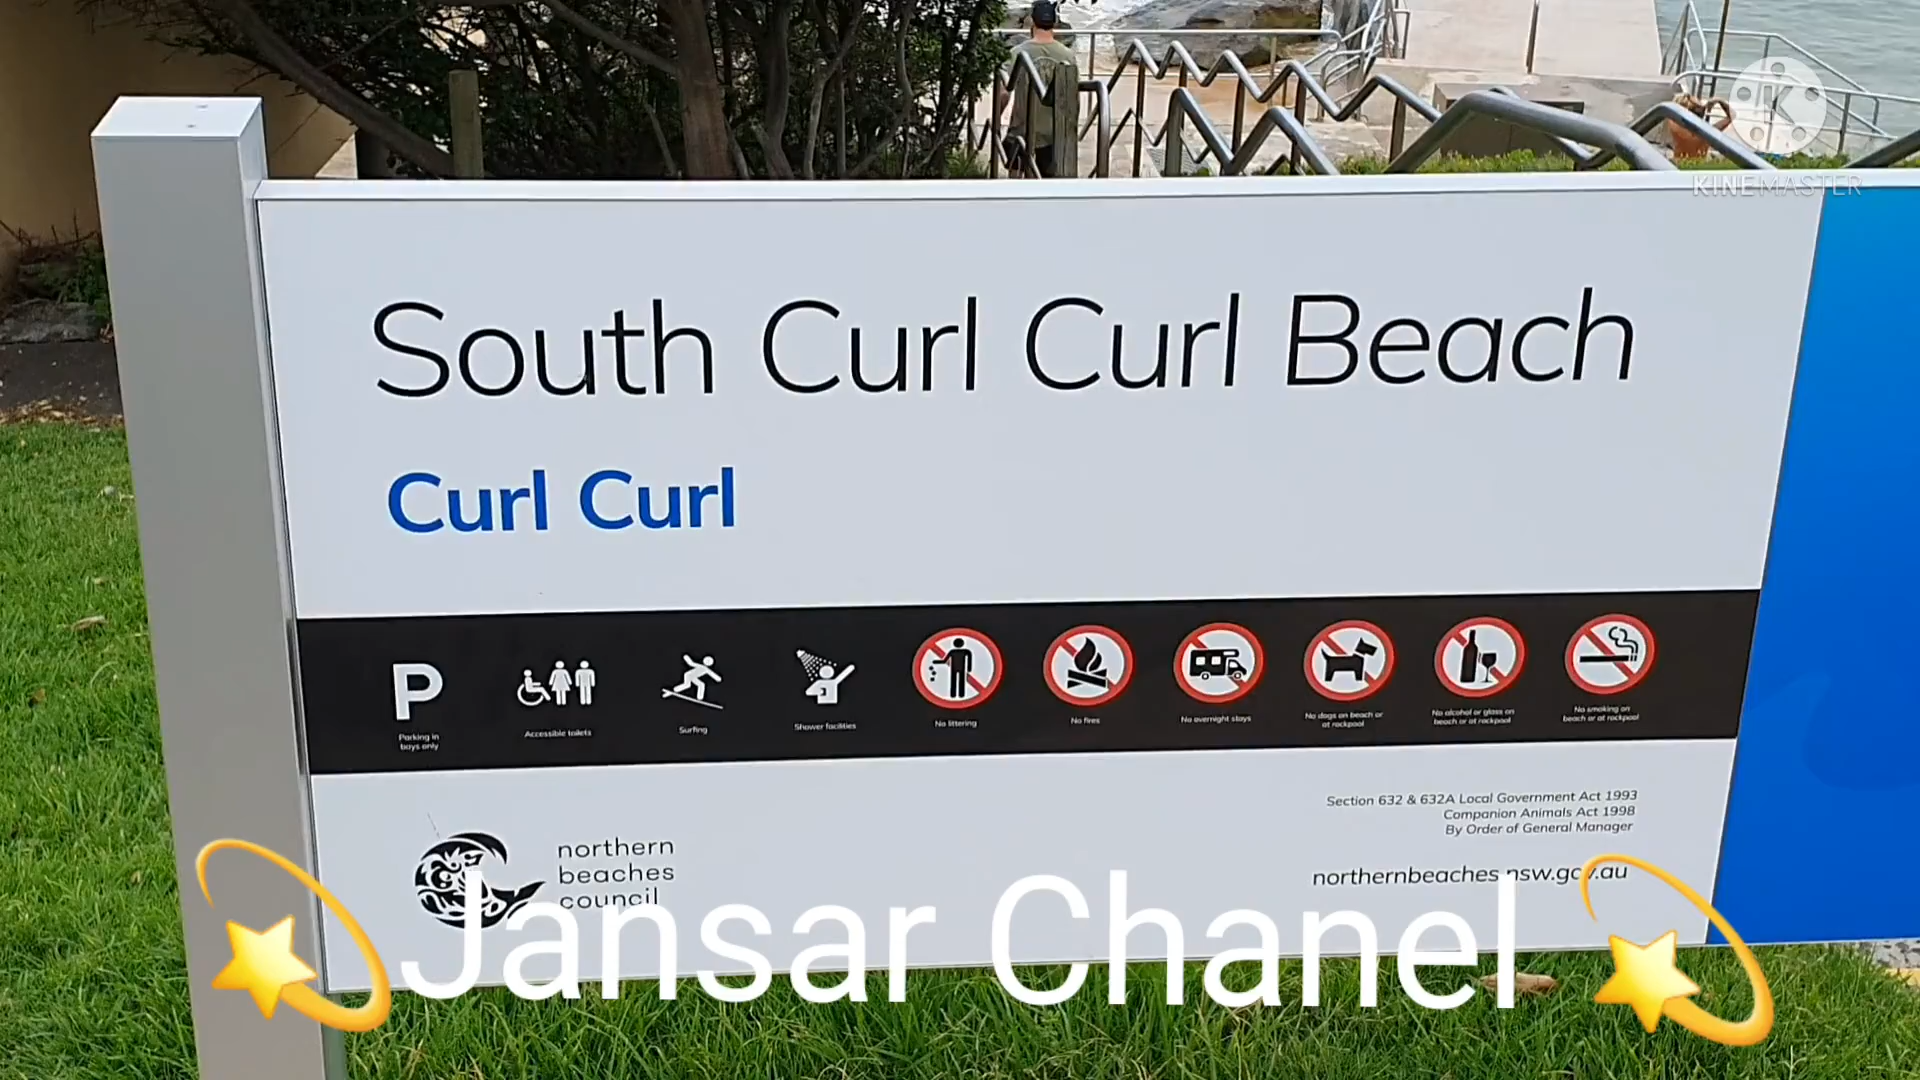 KINEMASTER
South Curl Curl Beach
Curl Curl
P
Parking in
bays only
Accessible toilets
Surfing
Shower facilities
No littering
No fires
No overnight stays
No dogs on beach or
at rockpool
No alcohol or glass on
beach or at rockpool
No smoking on
beach or at rockpool
Section 632 & 632A Local Government Act 1993
Companion Animals Act 1998
By Order of General Manager
northern
beaches
council
northernbeaches.nsw.gov.au
Jansar Chanel